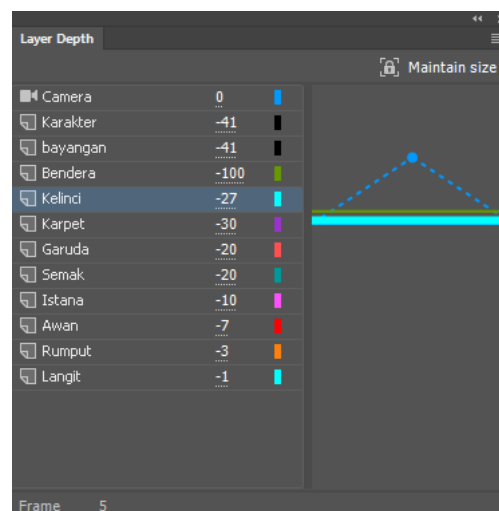 Layer Depth
Maintain size
Camera 0
Karakter -41
bayangan -41
Bendera -100
Kelinci -27
Karpet -30
Garuda -20
Semak -20
Istana -10
Awan -7
Rumput -3
Langit -1
Frame 5